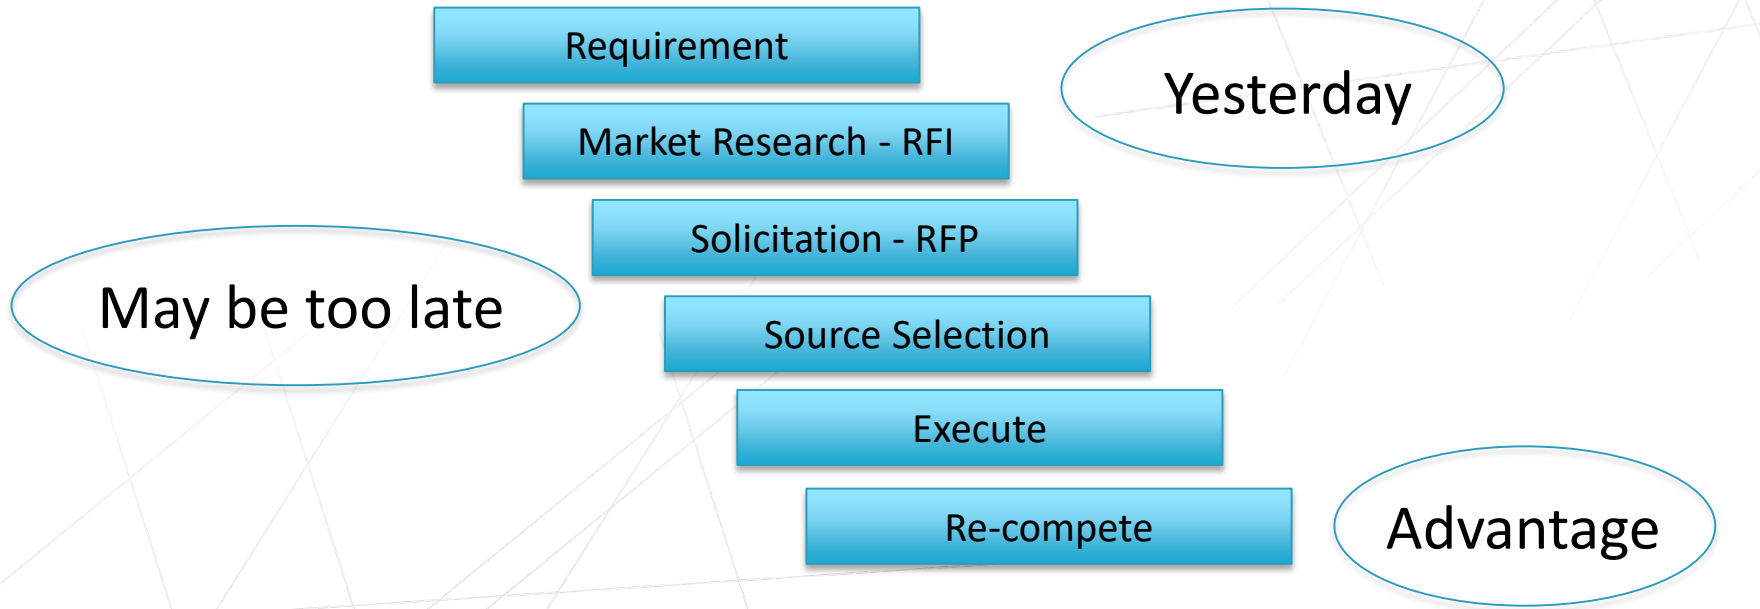 Requirement
Yesterday
Market Research - RFI
Solicitation - RFP
May be too late
Source Selection
Execute
Re-compete
Advantage